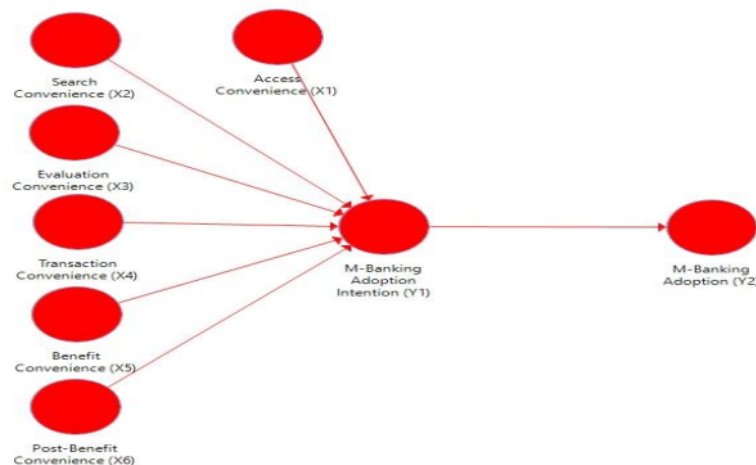 Search
Convenience (X2)
Access
Convenience (X1)
Evaluation
Convenience (X3)
Transaction
Convenience (X4)
Benefit
Convenience (X5)
Post-Benefit
Convenience (X6)
M-Banking
Adoption
Intention (Y1)
M-Banking
Adoption (Y2)